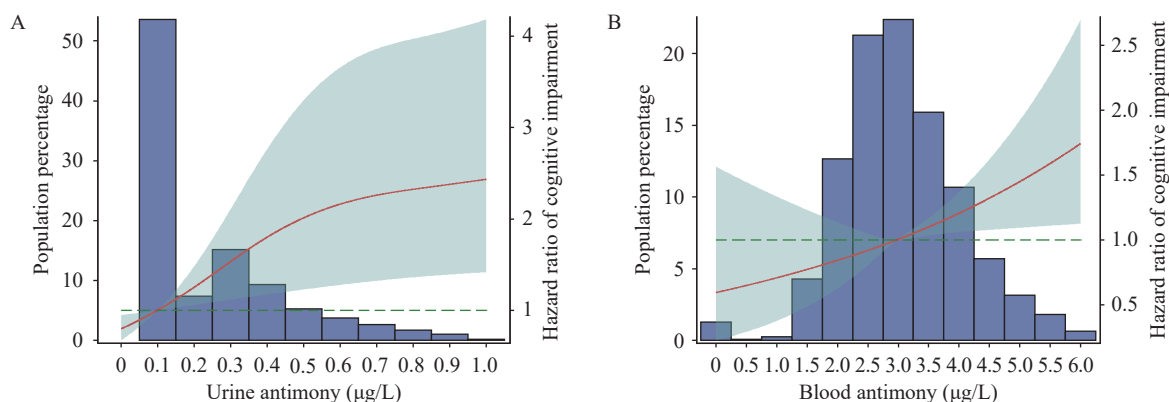 A
Population percentage
50
40
30
20
10
0
0 0.1 0.2 0.3 0.4 0.5 0.6 0.7 0.8 0.9 1.0
Urine antimony (μg/L)
4
3
2
1
Hazard ratio of cognitive impairment
B
Population percentage
20
15
10
5
0
0 0.5 1.0 1.5 2.0 2.5 3.0 3.5 4.0 4.5 5.0 5.5 6.0
Blood antimony (μg/L)
2.5
2.0
1.5
1.0
0.5
Hazard ratio of cognitive impairment